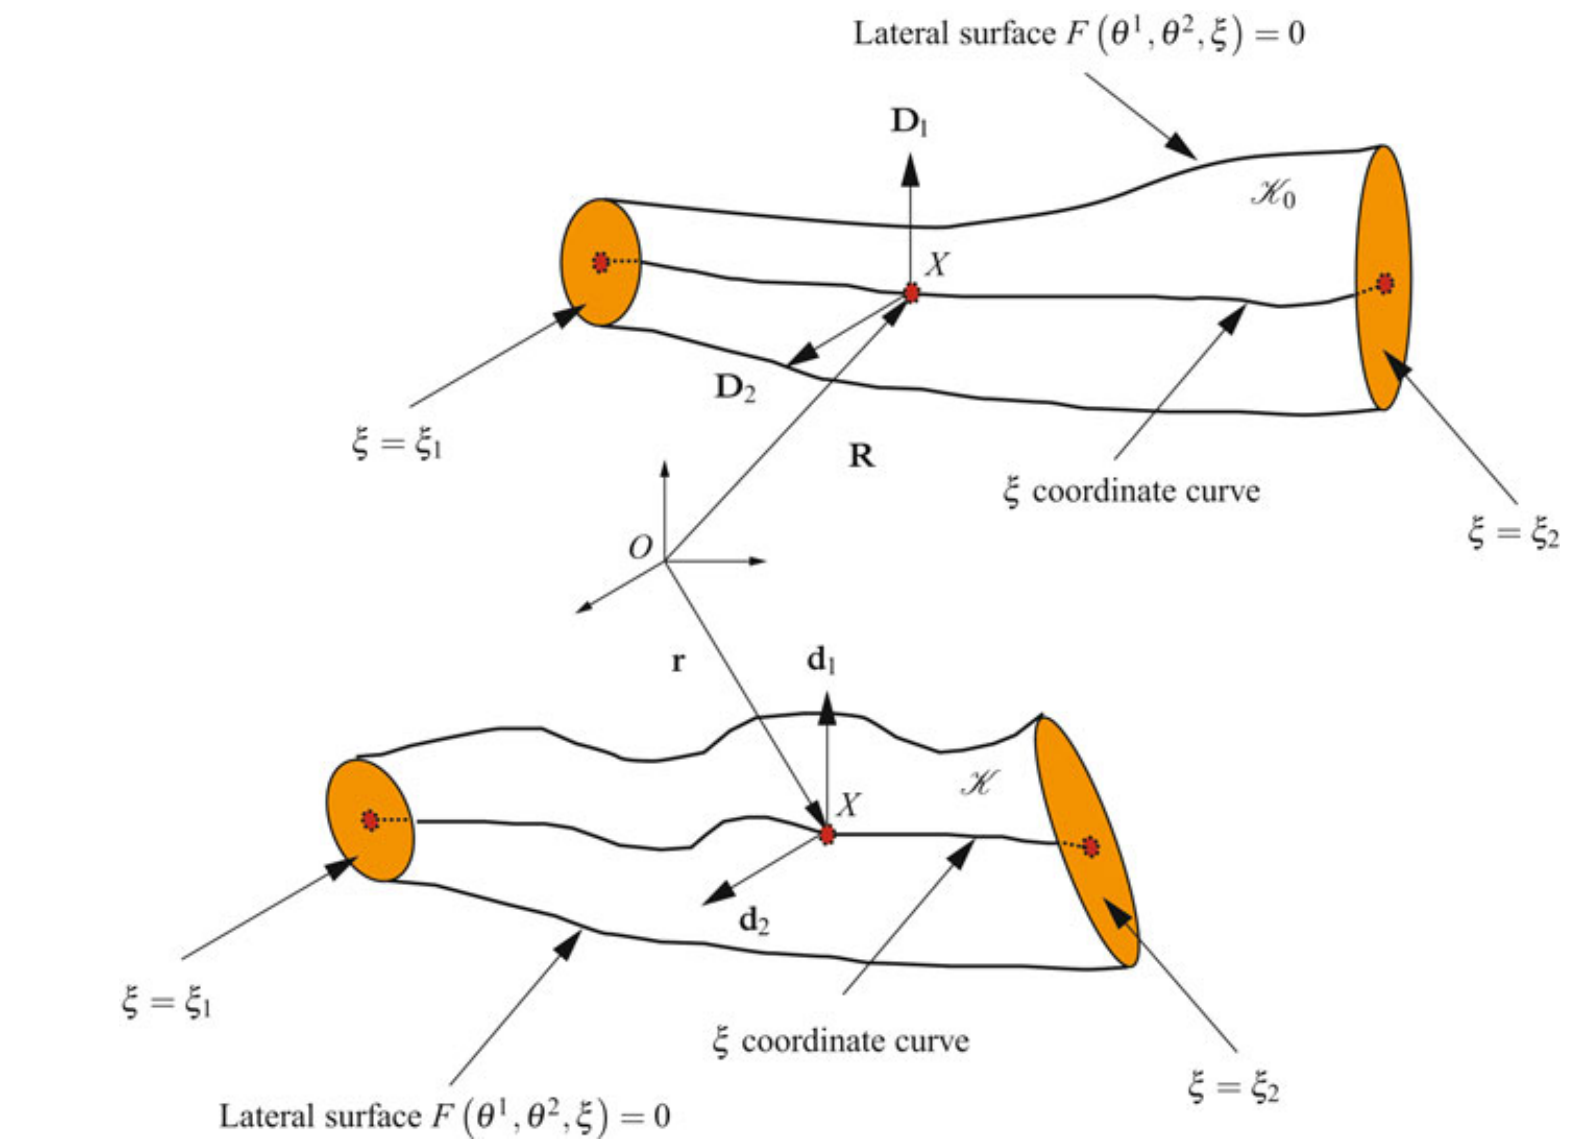 Lateral surface F (θ¹, θ², ξ) = 0
D₁
𝒦₀
X
D₂
ξ = ξ₁
R
ξ coordinate curve
ξ = ξ₂
O
r
d₁
𝒦
X
d₂
ξ = ξ₁
ξ coordinate curve
ξ = ξ₂
Lateral surface F (θ¹, θ², ξ) = 0